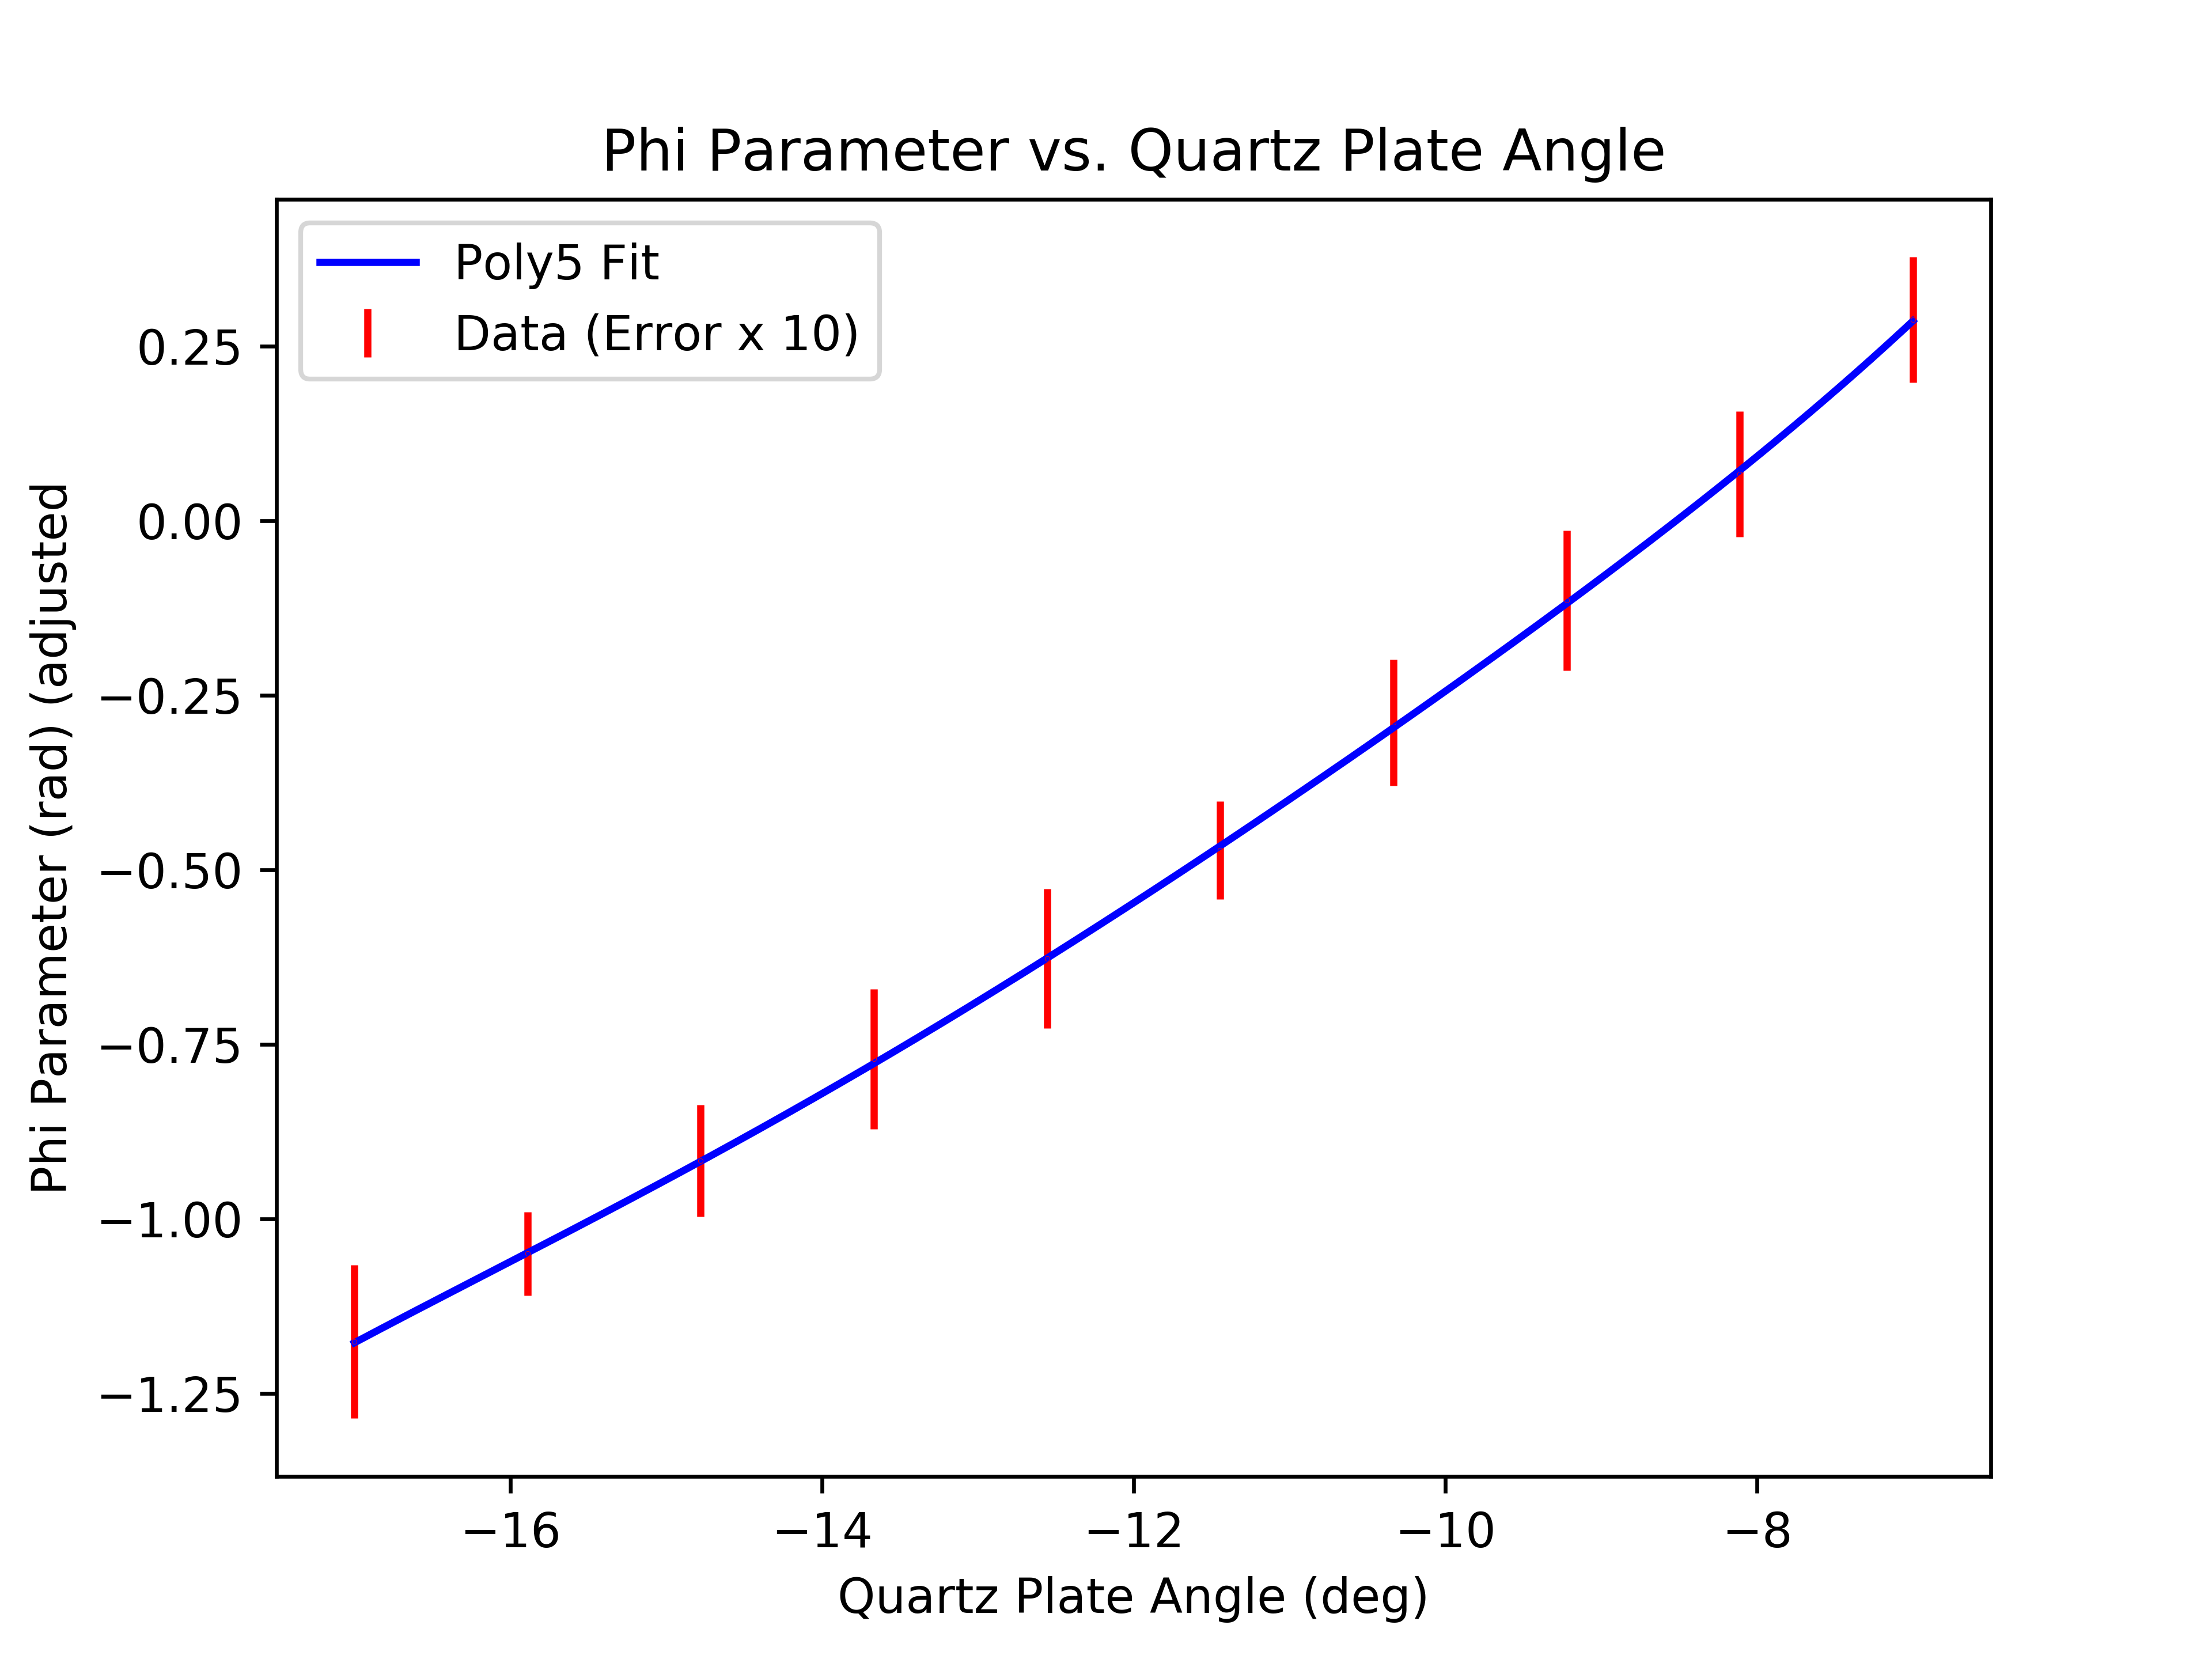 Phi Parameter vs. Quartz Plate Angle
Poly5 Fit
Data (Error x 10)
Phi Parameter (rad) (adjusted
0.25
0.00
−0.25
−0.50
−0.75
−1.00
−1.25
−16
−14
−12
−10
−8
Quartz Plate Angle (deg)